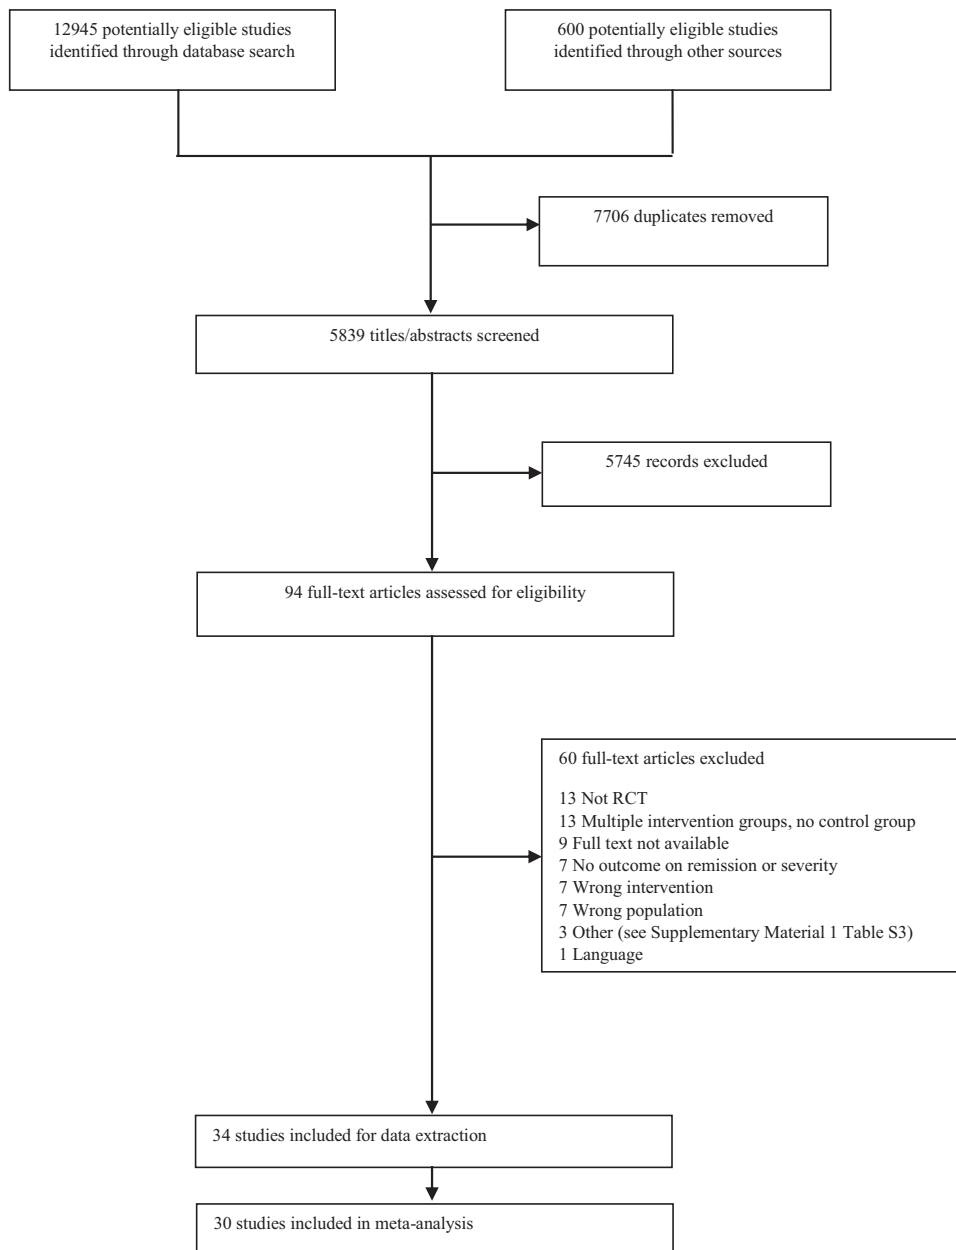 12945 potentially eligible studies
identified through database search
600 potentially eligible studies
identified through other sources
7706 duplicates removed
5839 titles/abstracts screened
5745 records excluded
94 full-text articles assessed for eligibility
60 full-text articles excluded
13 Not RCT
13 Multiple intervention groups, no control group
9 Full text not available
7 No outcome on remission or severity
7 Wrong intervention
7 Wrong population
3 Other (see Supplementary Material 1 Table S3)
1 Language
34 studies included for data extraction
30 studies included in meta-analysis